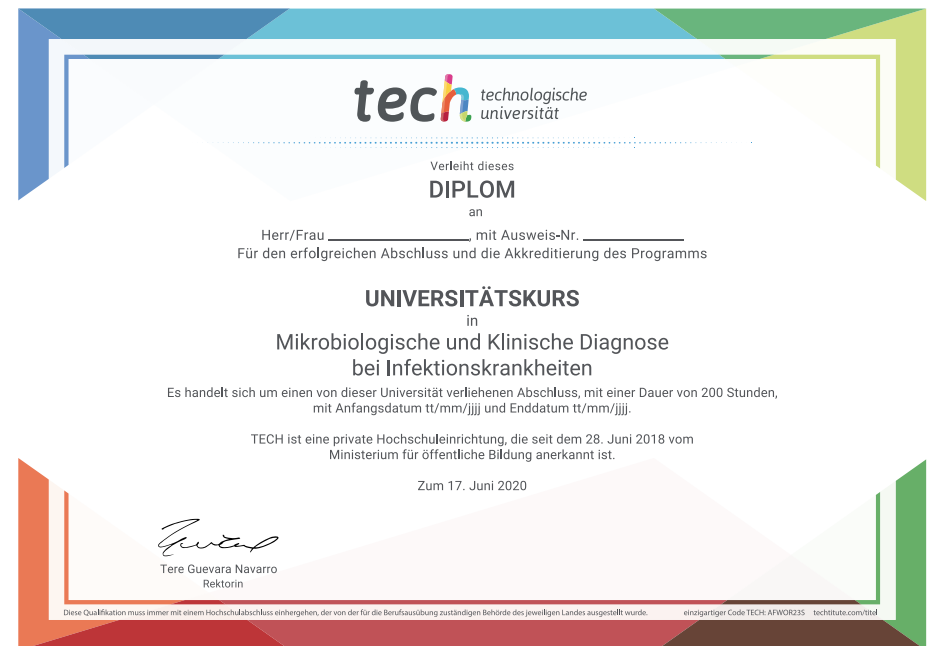 tech technologische
universität
Verleiht dieses
DIPLOM
an
Herr/Frau ____________________, mit Ausweis-Nr. ______________
Für den erfolgreichen Abschluss und die Akkreditierung des Programms
UNIVERSITÄTSKURS
in
Mikrobiologische und Klinische Diagnose
bei Infektionskrankheiten
Es handelt sich um einen von dieser Universität verliehenen Abschluss, mit einer Dauer von 200 Stunden,
mit Anfangsdatum tt/mm/jjjj und Enddatum tt/mm/jjjj.
TECH ist eine private Hochschuleinrichtung, die seit dem 28. Juni 2018 vom
Ministerium für öffentliche Bildung anerkannt ist.
Zum 17. Juni 2020
Tere Guevara Navarro
Rektorin
Diese Qualifikation muss immer mit einem Hochschulabschluss einhergehen, der von der für die Berufsausübung zuständigen Behörde des jeweiligen Landes ausgestellt wurde. einzigartiger Code TECH: AFWOR23S techtitute.com/titel